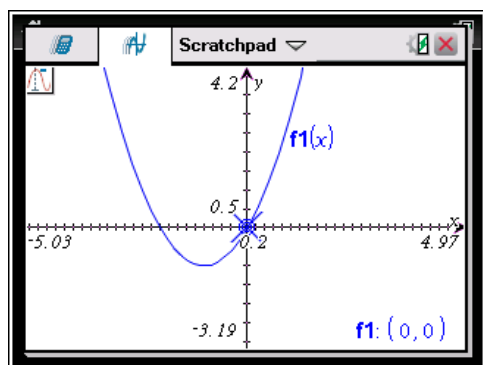 Scratchpad
4.2 y
f1(x)
0.5
x
-5.03 0.2 4.97
-3.19
f1: (0,0)